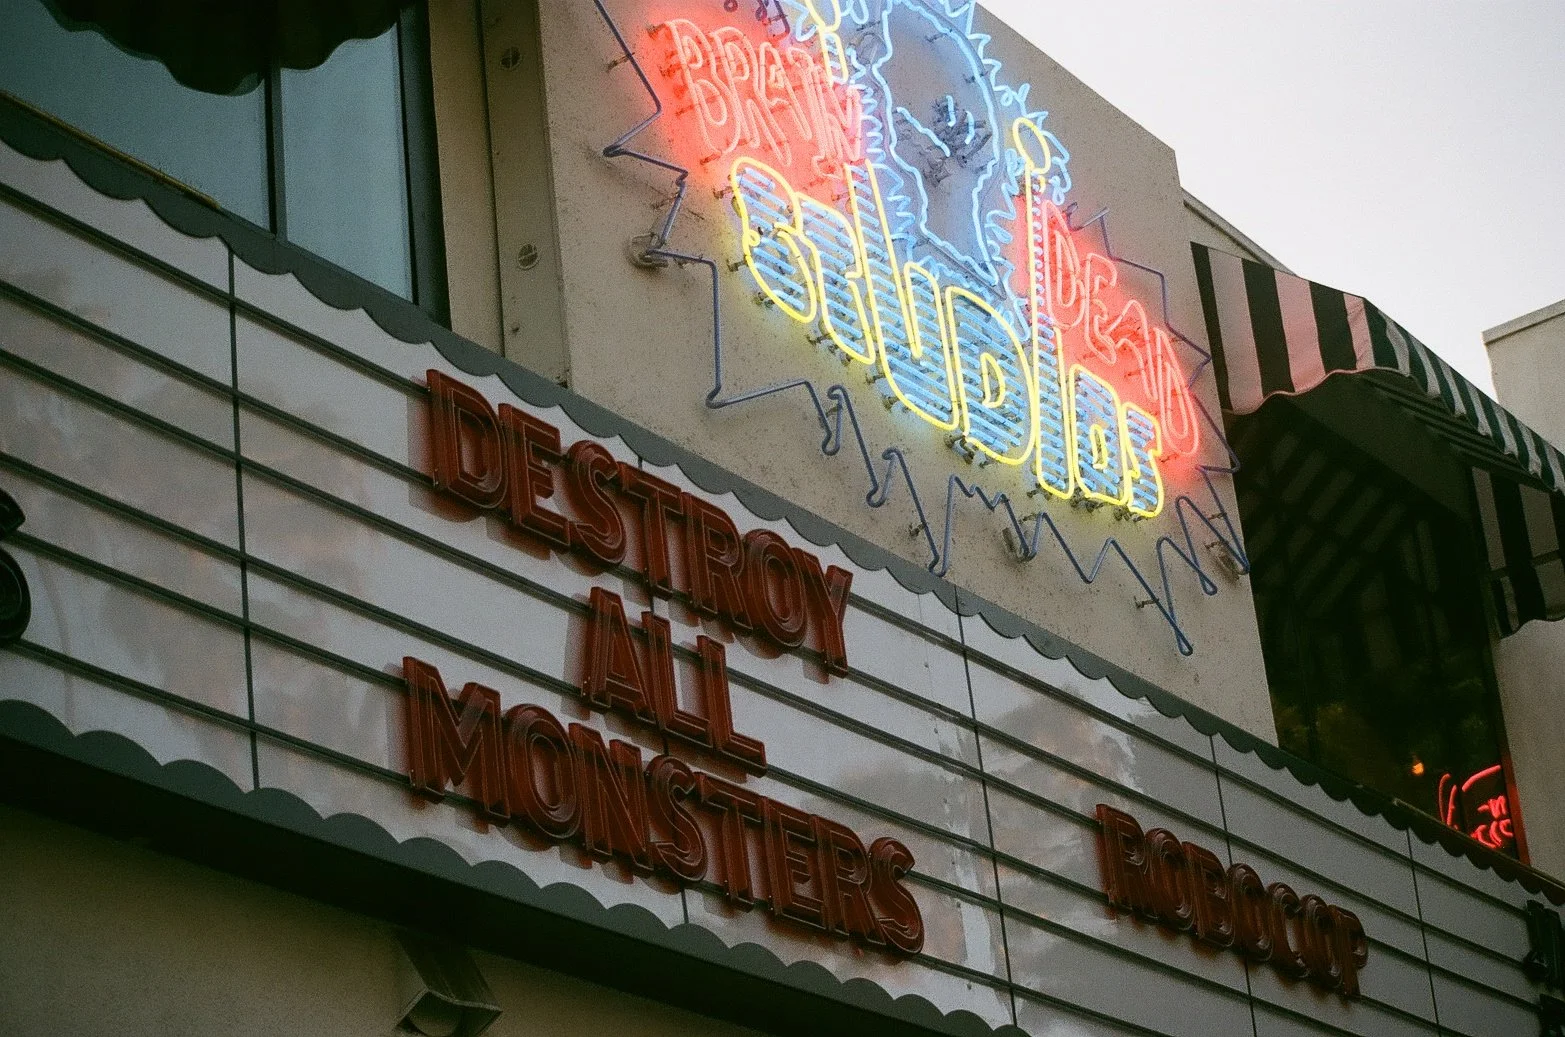 BRAIN DEAD
STUDIOS
DESTROY
ALL
MONSTERS
ROBOCOP